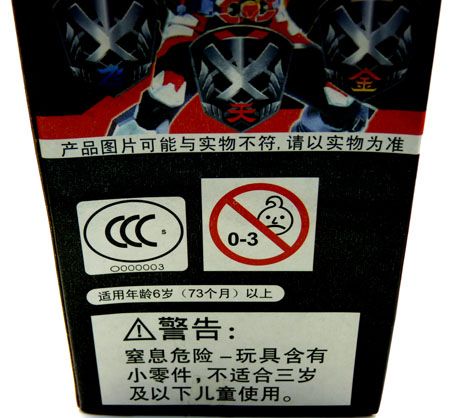 水 天 金
产品图片可能与实物不符,请以实物为准
CCC S 0-3
O000003
适用年龄6岁（73个月）以上
警告:
窒息危险－玩具含有
小零件,不适合三岁
及以下儿童使用。